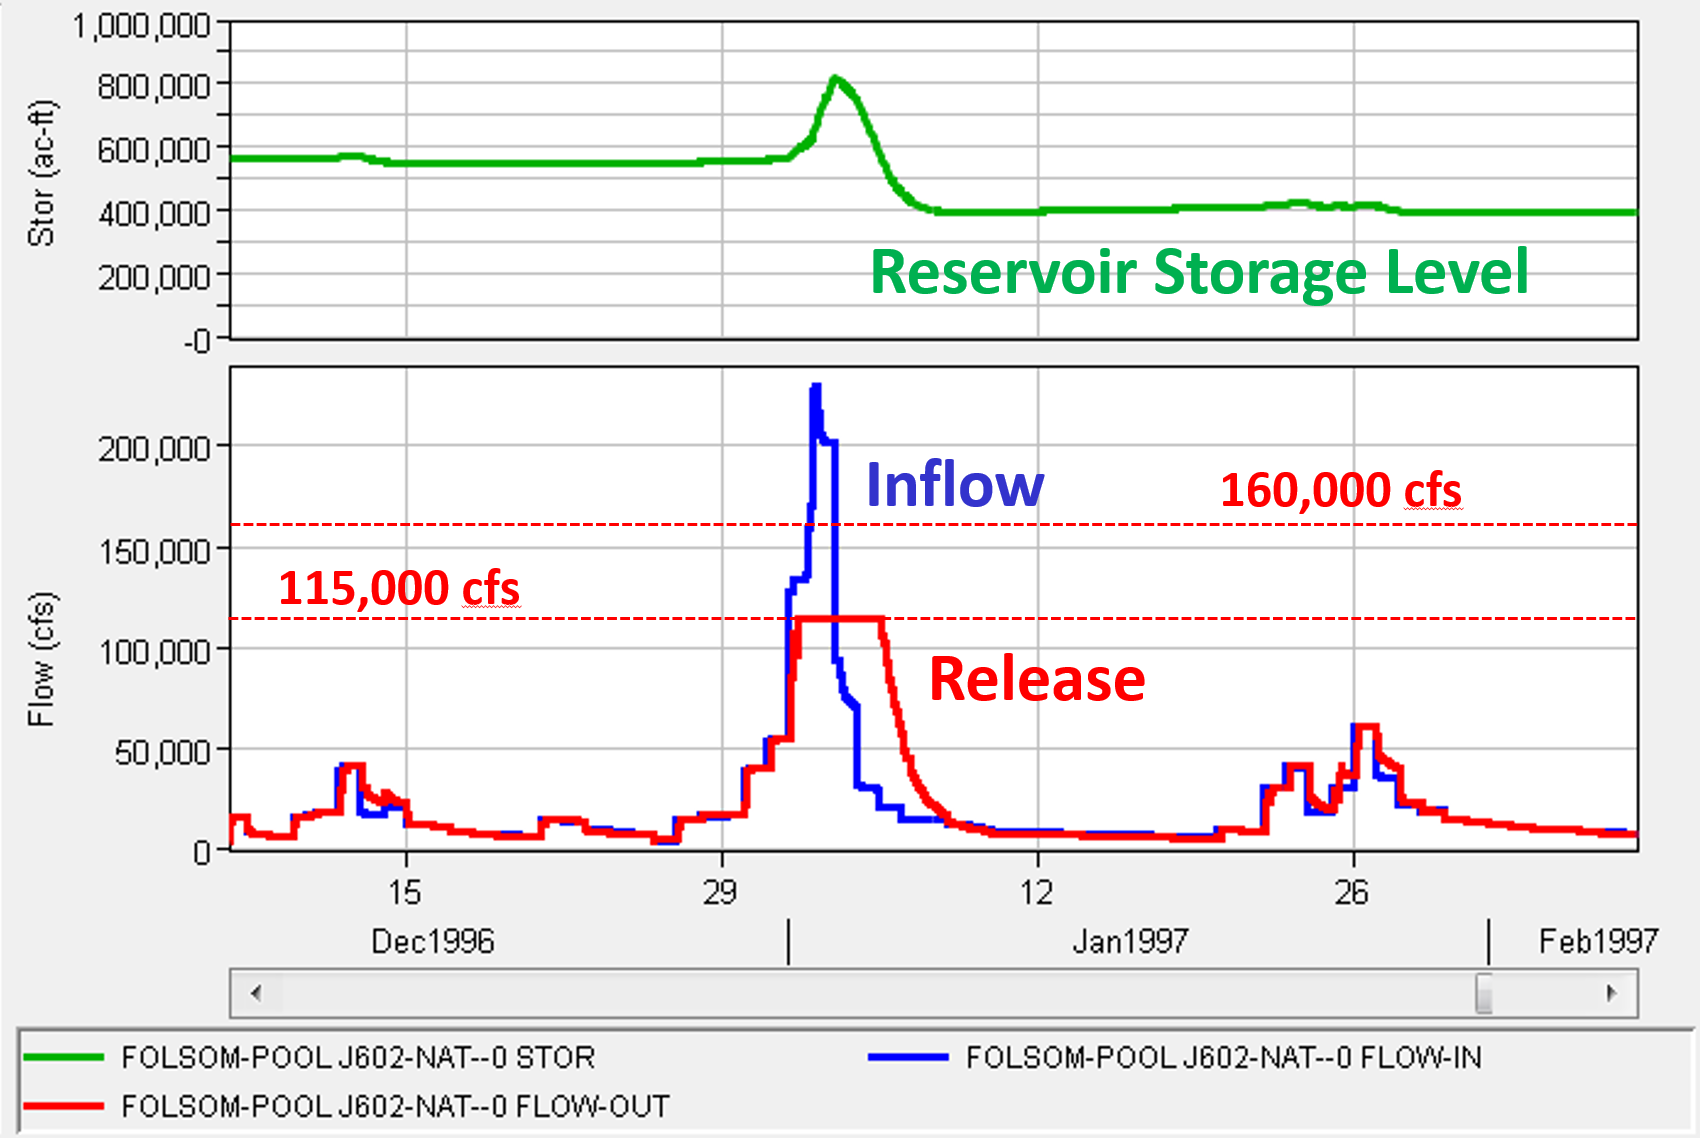 1,000,000
800,000
600,000
400,000
200,000
-0
Stor (ac-ft)
Reservoir Storage Level
200,000
150,000
100,000
50,000
0
Flow (cfs)
Inflow
160,000 cfs
115,000 cfs
Release
15 29 12 26
Dec1996 Jan1997 Feb1997
FOLSOM-POOL J602-NAT--0 STOR FOLSOM-POOL J602-NAT--0 FLOW-IN
FOLSOM-POOL J602-NAT--0 FLOW-OUT